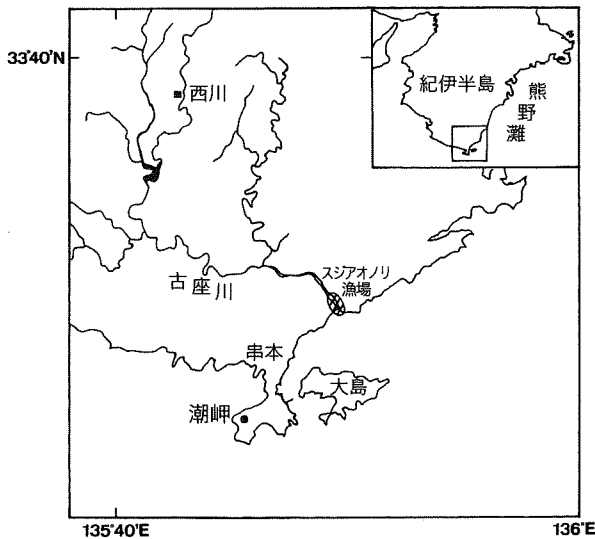 33°40′N
西川
紀伊半島
熊野灘
古座川
スジアオノリ
漁場
串本
大島
潮岬
135°40′E
136°E